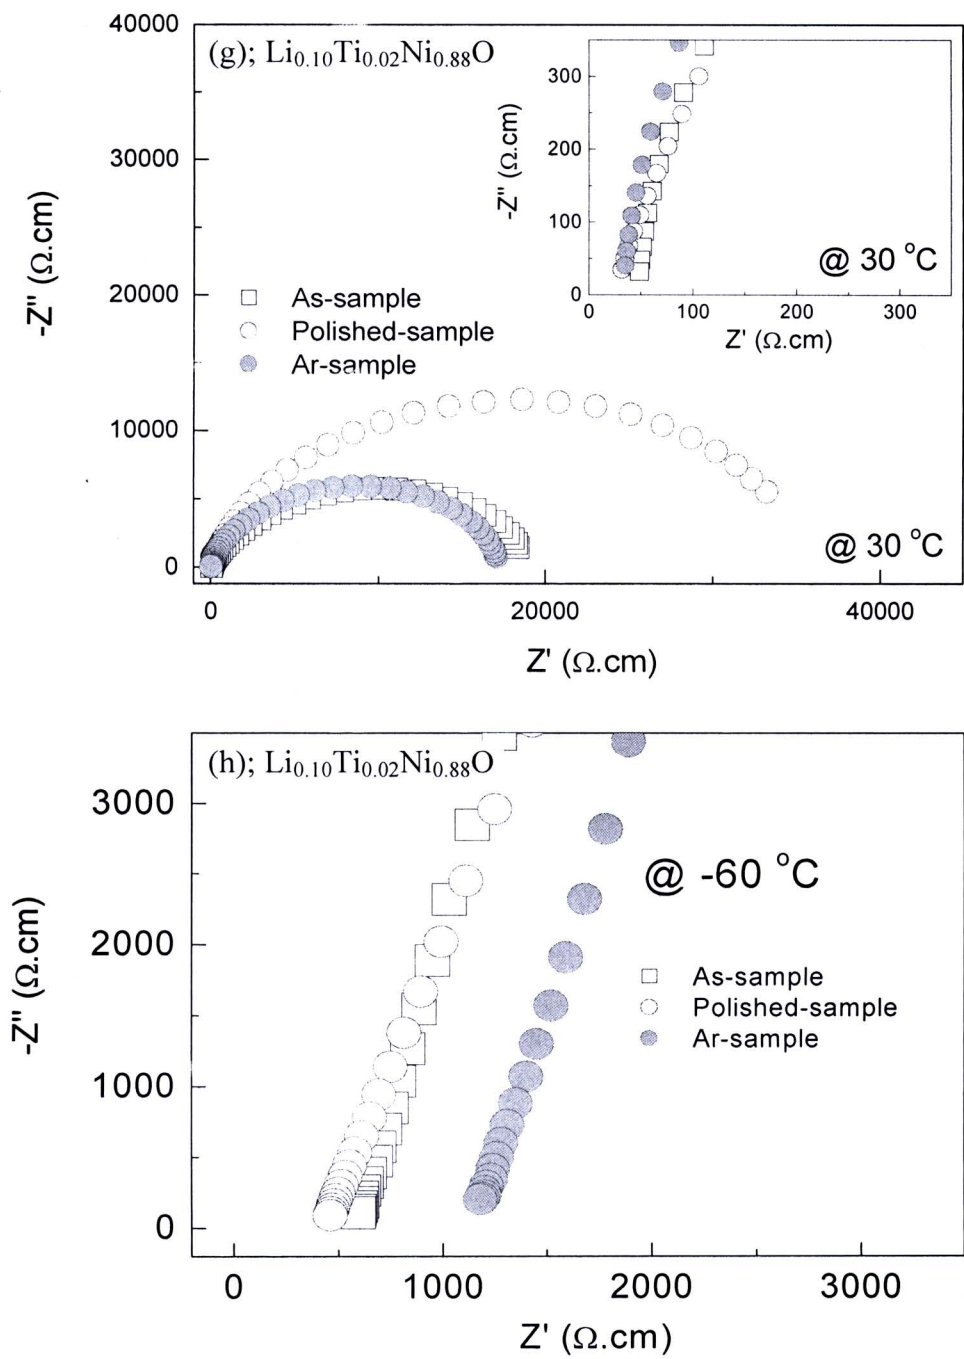 40000
(g); Li0.10Ti0.02Ni0.88O
30000
20000
10000
0
-Z" (Ω.cm)
300
200
100
0
-Z" (Ω.cm)
@ 30 °C
0 100 200 300
Z' (Ω.cm)
As-sample
Polished-sample
Ar-sample
@ 30 °C
0 20000 40000
Z' (Ω.cm)
(h); Li0.10Ti0.02Ni0.88O
3000
2000
1000
0
-Z" (Ω.cm)
@ -60 °C
As-sample
Polished-sample
Ar-sample
0 1000 2000 3000
Z' (Ω.cm)